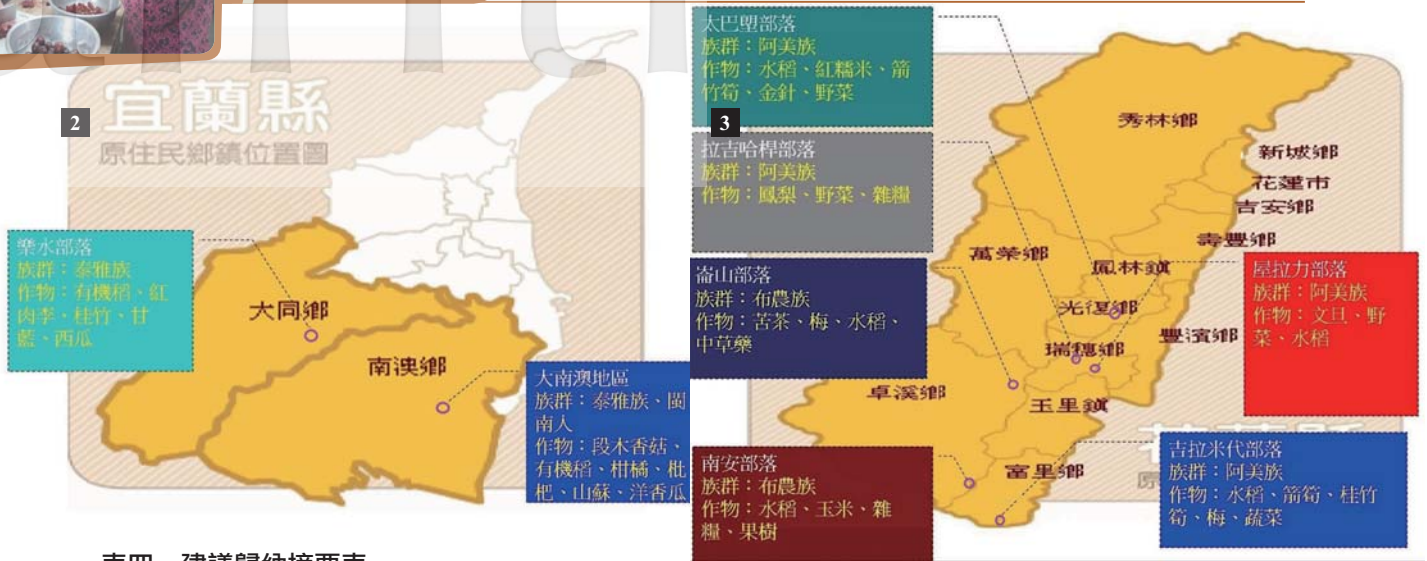 2
宜蘭縣
原住民鄉鎮位置圖
樂水部落
族群：泰雅族
作物：有機稻、紅
肉李、桂竹、甘
藍、西瓜
大同鄉
南澳鄉
大南澳地區
族群：泰雅族、閩
南人
作物：段木香菇、
有機稻、柑橘、枇
杷、山蘇、洋香瓜
3
太巴塱部落
族群：阿美族
作物：水稻、紅糯米、箭
竹筍、金針、野菜
拉吉哈桿部落
族群：阿美族
作物：鳳梨、野菜、雜糧
崙山部落
族群：布農族
作物：苦茶、梅、水稻、
中草藥
南安部落
族群：布農族
作物：水稻、玉米、雜
糧、果樹
秀林鄉
新城鄉
花蓮市
吉安鄉
壽豐鄉
萬榮鄉
鳳林鎮
光復鄉
豐濱鄉
瑞穗鄉
卓溪鄉
玉里鎮
富里鄉
屋拉力部落
族群：阿美族
作物：文旦、野
菜、水稻
吉拉米代部落
族群：阿美族
作物：水稻、箭筍、桂竹
筍、梅、蔬菜